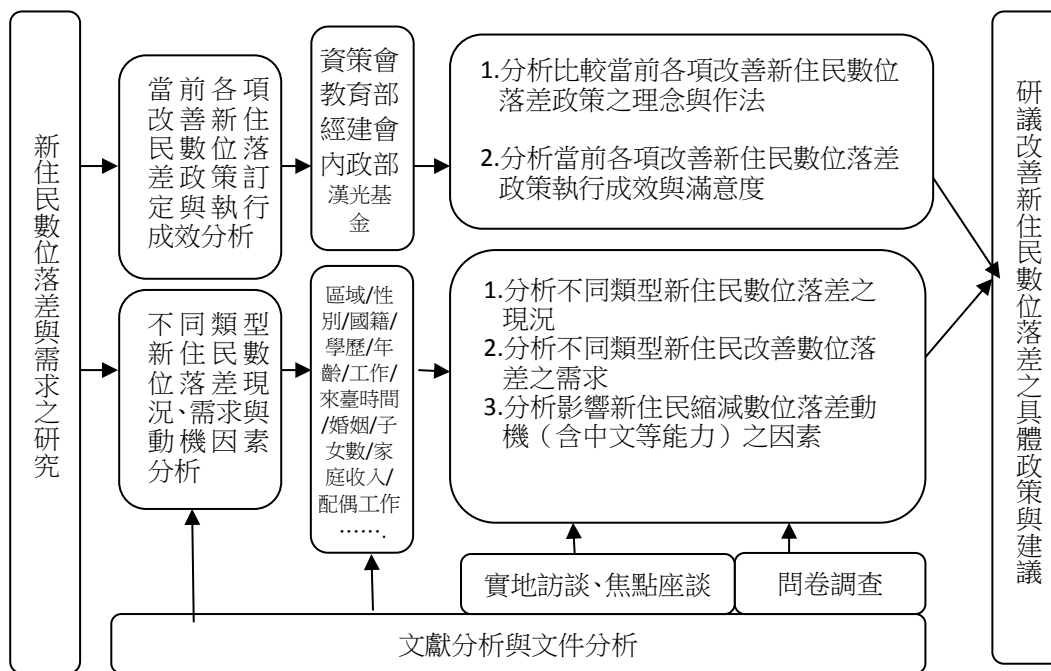 新住民數位落差與需求之研究
當前各項
改善新住
民數位落
差政策訂
定與執行
成效分析
資策會
教育部
經建會
內政部
漢光基
金
1.分析比較當前各項改善新住民數位
落差政策之理念與作法
2.分析當前各項改善新住民數位落差
政策執行成效與滿意度
不同類型
新住民數
位落差現
況、需求與
動機因素
分析
區域/性
別/國籍/
學歷/年
齡/工作/
來臺時間
/婚姻/子
女數/家
庭收入/
配偶工作
…….
1.分析不同類型新住民數位落差之
現況
2.分析不同類型新住民改善數位落
差之需求
3.分析影響新住民縮減數位落差動
機（含中文等能力）之因素
實地訪談、焦點座談
問卷調查
文獻分析與文件分析
研議改善新住民數位落差之具體政策與建議